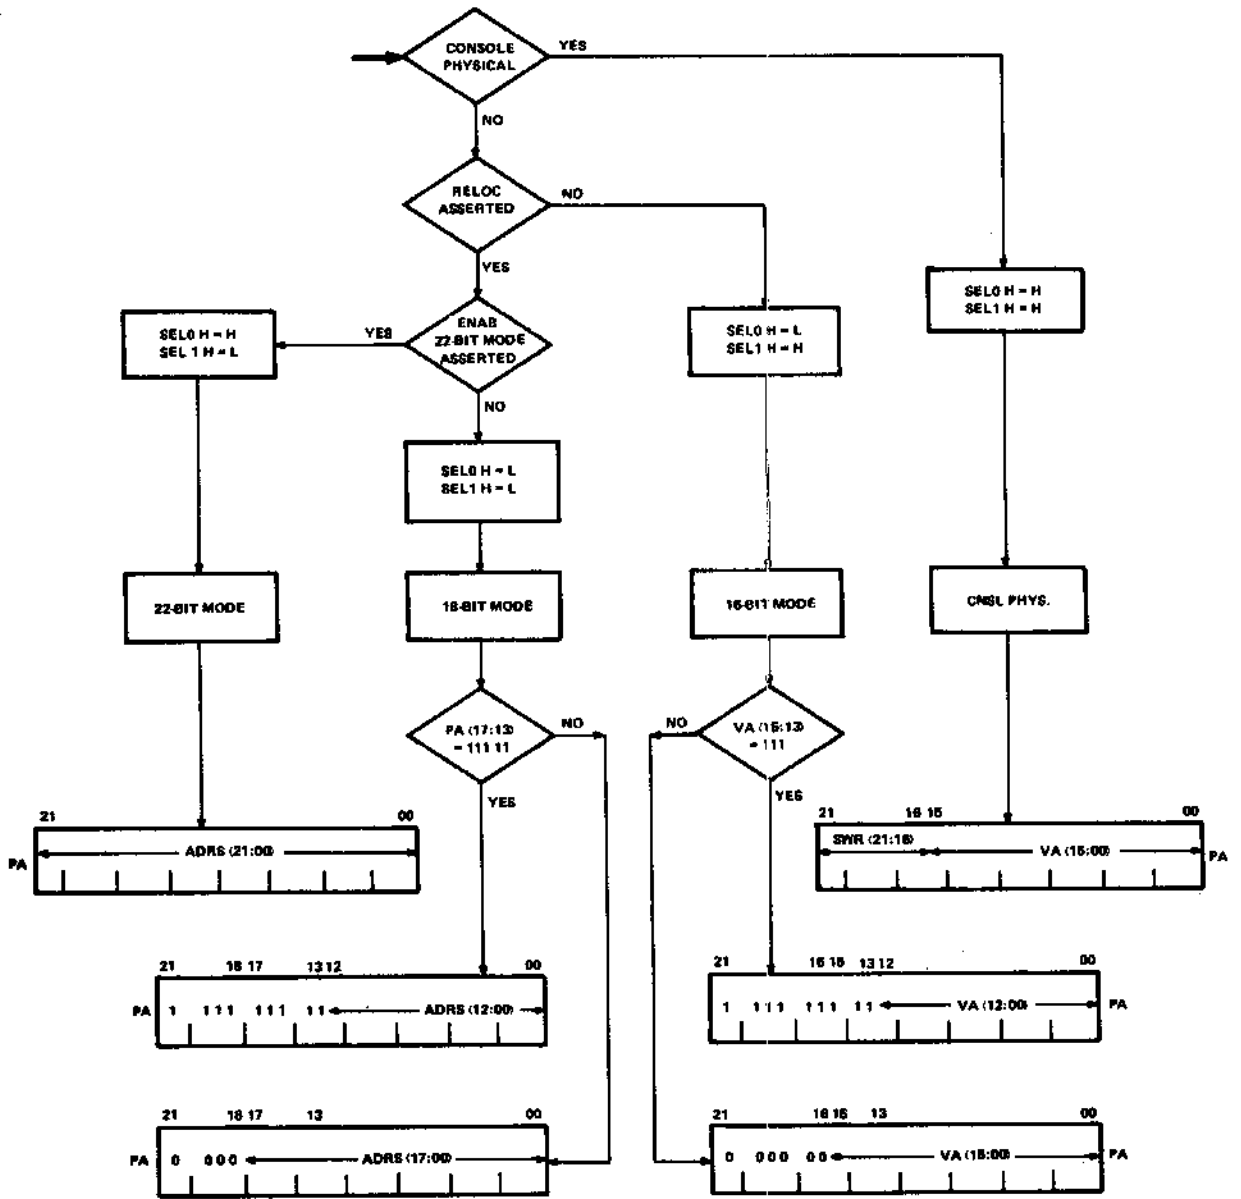 CONSOLE
PHYSICAL
YES
NO
RELOC
ASSERTED
NO
YES
ENAB
22-BIT MODE
ASSERTED
YES
NO
SEL0 H = H
SEL 1 H = L
SEL0 H = L
SEL1 H = L
SEL0 H = L
SEL1 H = H
SEL0 H = H
SEL1 H = H
22-BIT MODE
18-BIT MODE
16-BIT MODE
CNSL PHYS.
PA (17:13)
= 111 11
NO
YES
VA (15:13)
= 111
NO
YES
21 00
PA ADRS (21:00)
21 16 15 00
SWR (21:16) VA (15:00) PA
21 18 17 13 12 00
PA 1 111 111 11 ADRS (12:00)
21 16 15 13 12 00
1 111 111 11 VA (12:00) PA
21 18 17 13 00
PA 0 000 ADRS (17:00)
21 16 15 13 00
0 000 00 VA (15:00) PA